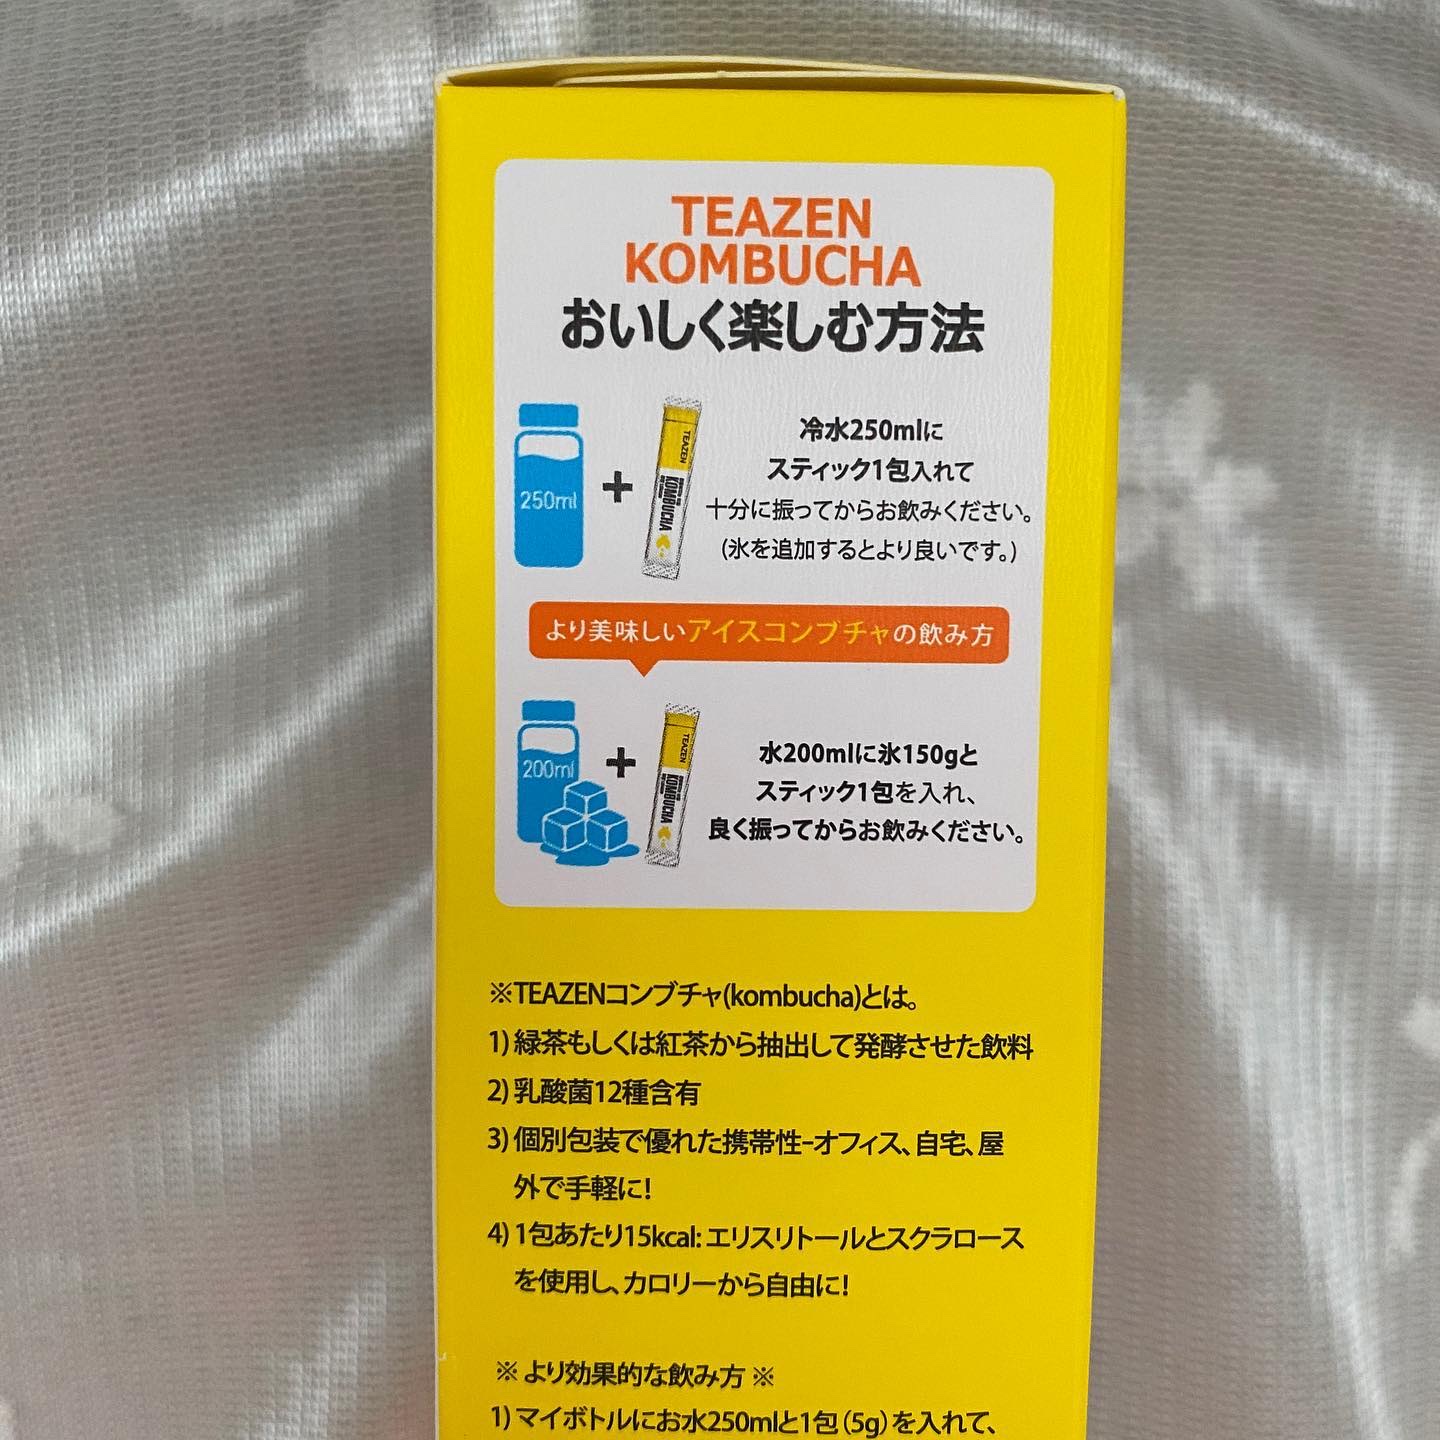 TEAZEN
KOMBUCHA
おいしく楽しむ方法
250ml
+
TEAZEN
KOMBUCHA
冷水250mlに
スティック1包入れて
十分に振ってからお飲みください。
(氷を追加するとより良いです。)
より美味しいアイスコンブチャの飲み方
200ml
+
TEAZEN
KOMBUCHA
水200mlに氷150gと
スティック1包を入れ、
良く振ってからお飲みください。
※TEAZENコンブチャ(kombucha)とは。
1) 緑茶もしくは紅茶から抽出して発酵させた飲料
2) 乳酸菌12種含有
3) 個別包装で優れた携帯性-オフィス、自宅、屋
外で手軽に!
4) 1包あたり15kcal: エリスリトールとスクラロース
を使用し、カロリーから自由に!
※ より効果的な飲み方 ※
1) マイボトルにお水250mlと1包(5g)を入れて、